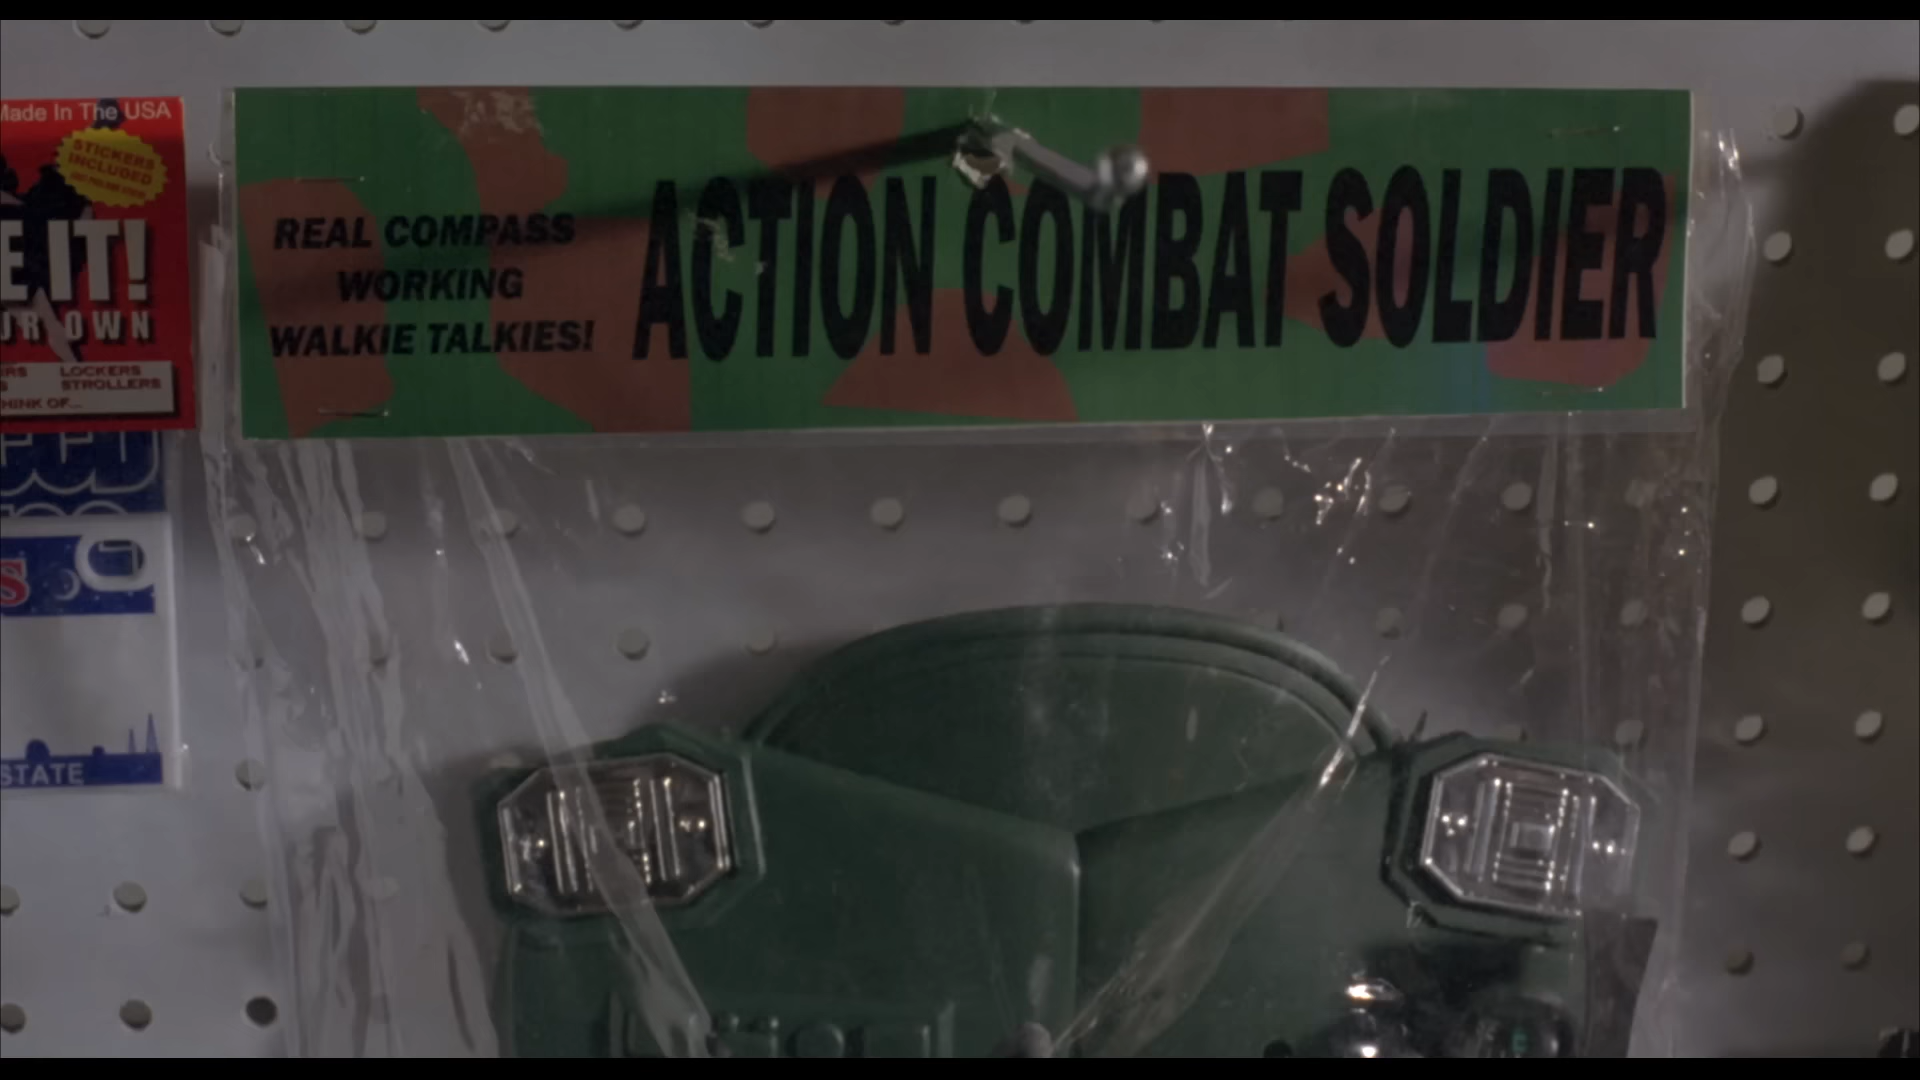 Made In The USA
STICKERS
INCLUDED
E IT!
UR OWN
LOCKERS
STROLLERS
HINK OF...
S
STATE
REAL COMPASS
WORKING
WALKIE TALKIES!
ACTION COMBAT SOLDIER